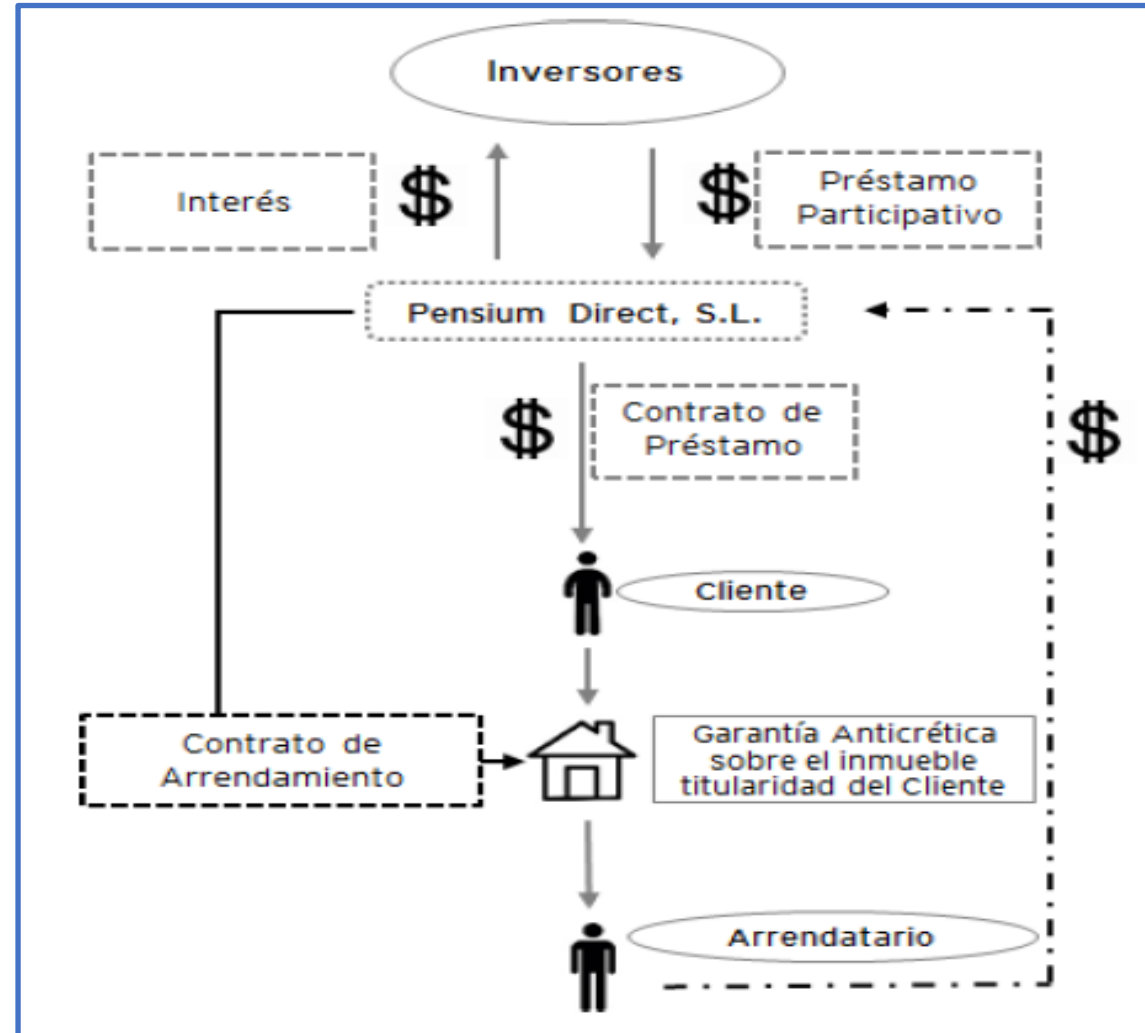 Inversores
Interés
$
$
Préstamo
Participativo
Pensium Direct, S.L.
$
Contrato de
Préstamo
$
Cliente
Contrato de
Arrendamiento
Garantía Anticrética
sobre el inmueble
titularidad del Cliente
Arrendatario